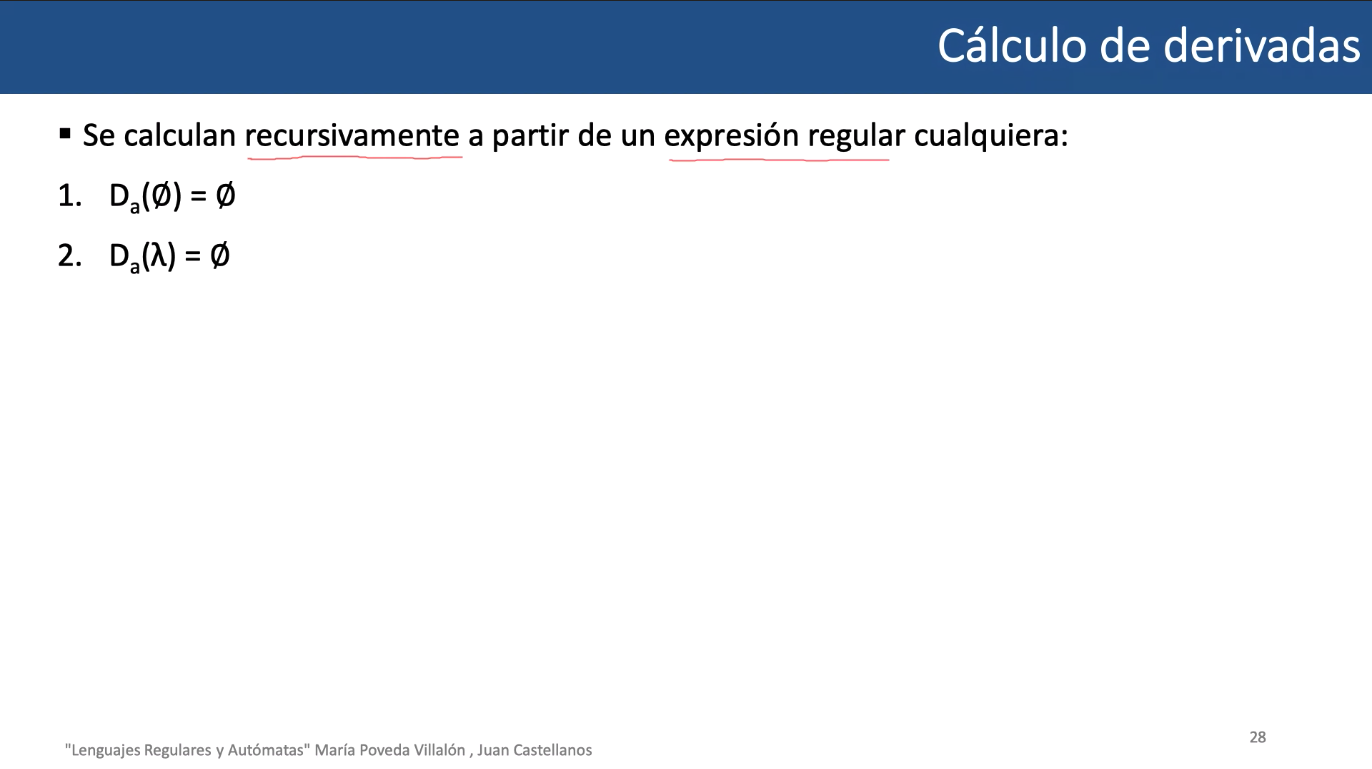 Cálculo de derivadas
▪ Se calculan recursivamente a partir de un expresión regular cualquiera:
1. Dₐ(Ø) = Ø
2. Dₐ(λ) = Ø
"Lenguajes Regulares y Autómatas" María Poveda Villalón , Juan Castellanos
28